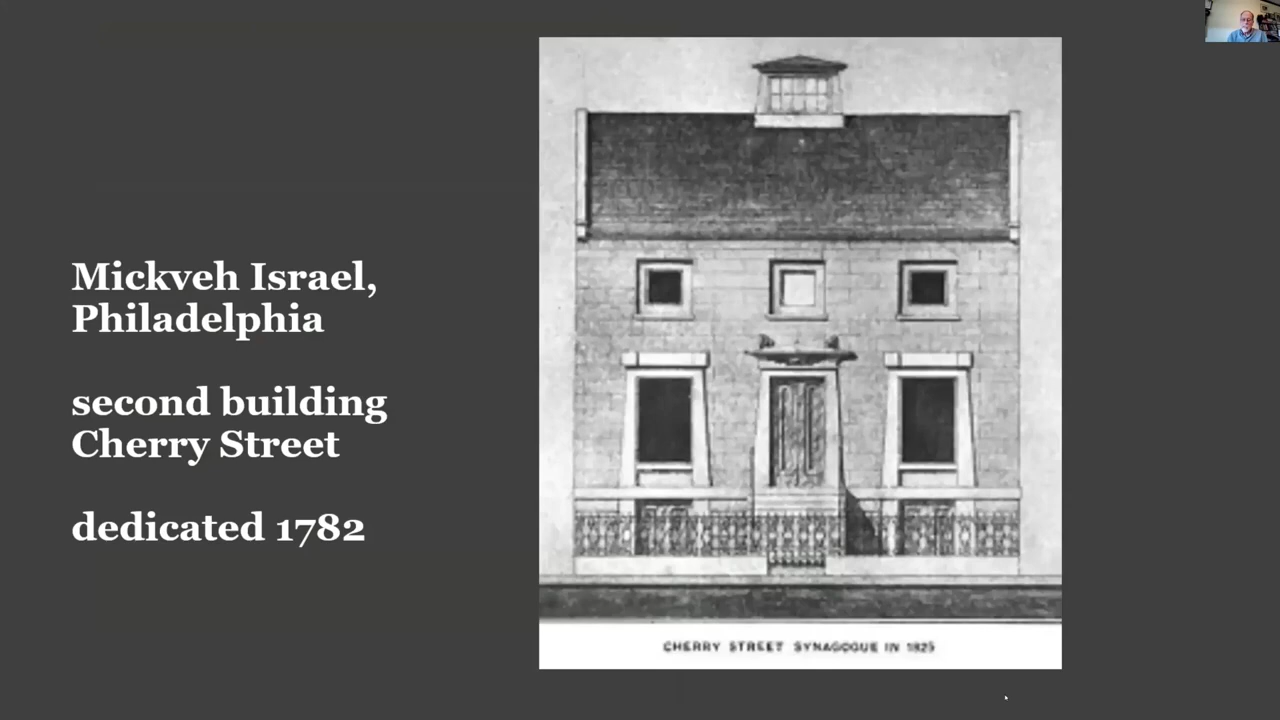 Mickveh Israel,
Philadelphia
second building
Cherry Street
dedicated 1782
CHERRY STREET SYNAGOGUE IN 1825